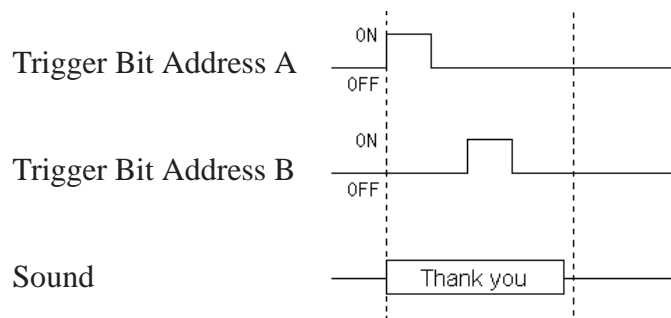 ON
Trigger Bit Address A
OFF
ON
Trigger Bit Address B
OFF
Sound
Thank you